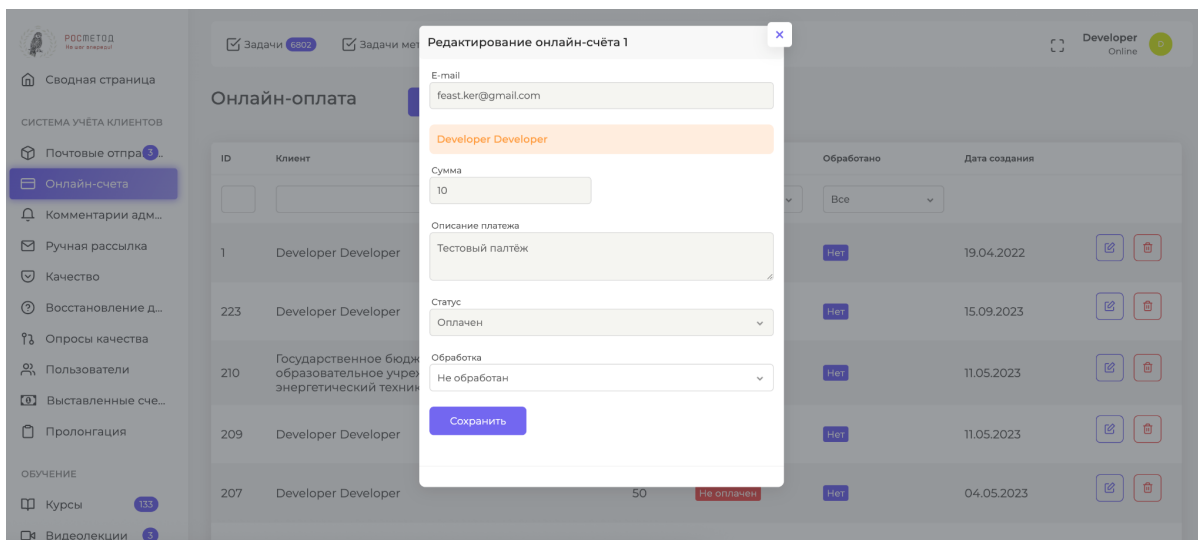 РОСМЕТОД
Ни шагу вперёд!
Задачи 6802
Задачи мет
Developer
Online
D
Сводная страница
СИСТЕМА УЧЁТА КЛИЕНТОВ
Почтовые отпра 3 ..
Онлайн-счета
Комментарии адм...
Ручная рассылка
Качество
Восстановление д...
Опросы качества
Пользователи
Выставленные сче...
Пролонгация
ОБУЧЕНИЕ
Курсы 133
Видеолекции 3
Онлайн-оплата
ID Клиент Обработано Дата создания
Все
1 Developer Developer Нет 19.04.2022
223 Developer Developer Нет 15.09.2023
Государственное бюдж
210 образовательное учреж Нет 11.05.2023
энергетический техник
209 Developer Developer Нет 11.05.2023
207 Developer Developer 50 Не оплачен Нет 04.05.2023
Редактирование онлайн-счёта 1
E-mail
feast.ker@gmail.com
Developer Developer
Сумма
10
Описание платежа
Тестовый палтёж
Статус
Оплачен
Обработка
Не обработан
Сохранить